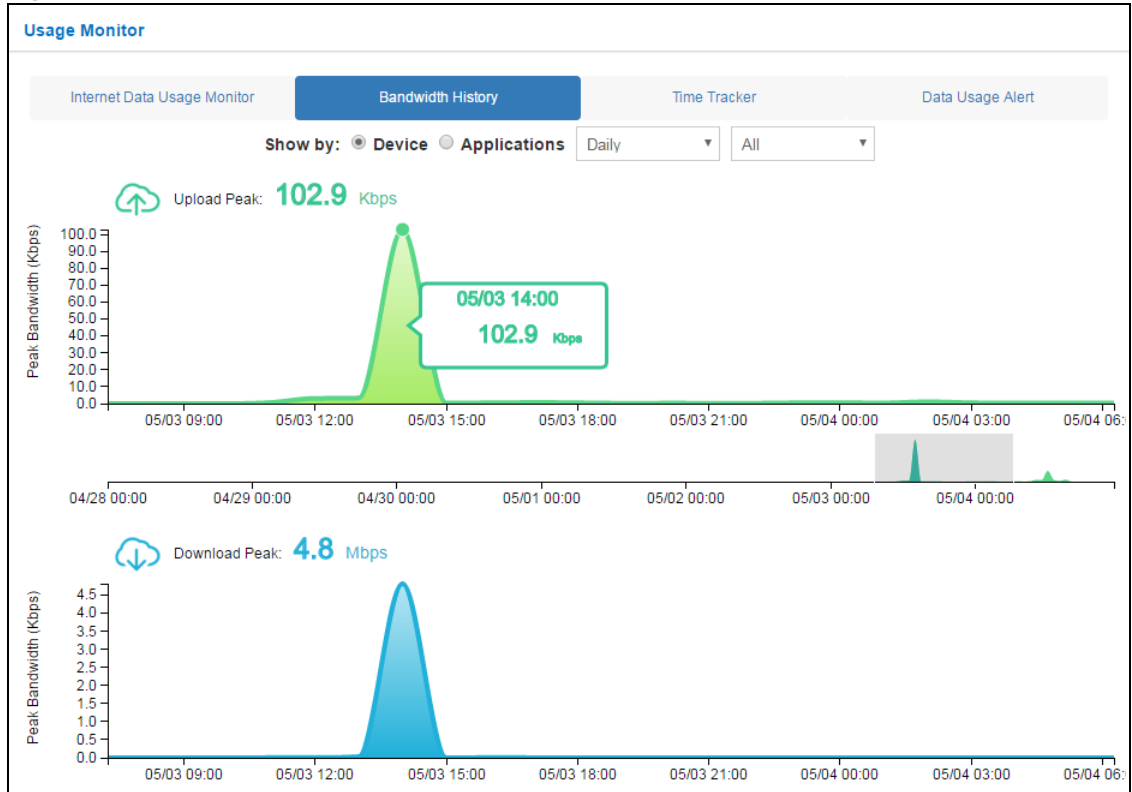 Usage Monitor
Internet Data Usage Monitor Bandwidth History Time Tracker Data Usage Alert
Show by: Device Applications Daily All
Upload Peak: 102.9 Kbps
Peak Bandwidth (Kbps)
100.0
90.0
80.0
70.0
60.0
50.0
40.0
30.0
20.0
10.0
0.0
05/03 14:00
102.9 Kbps
05/03 09:00 05/03 12:00 05/03 15:00 05/03 18:00 05/03 21:00 05/04 00:00 05/04 03:00 05/04 06:
04/28 00:00 04/29 00:00 04/30 00:00 05/01 00:00 05/02 00:00 05/03 00:00 05/04 00:00
Download Peak: 4.8 Mbps
Peak Bandwidth (Kbps)
4.5
4.0
3.5
3.0
2.5
2.0
1.5
1.0
0.5
0.0
05/03 09:00 05/03 12:00 05/03 15:00 05/03 18:00 05/03 21:00 05/04 00:00 05/04 03:00 05/04 06: